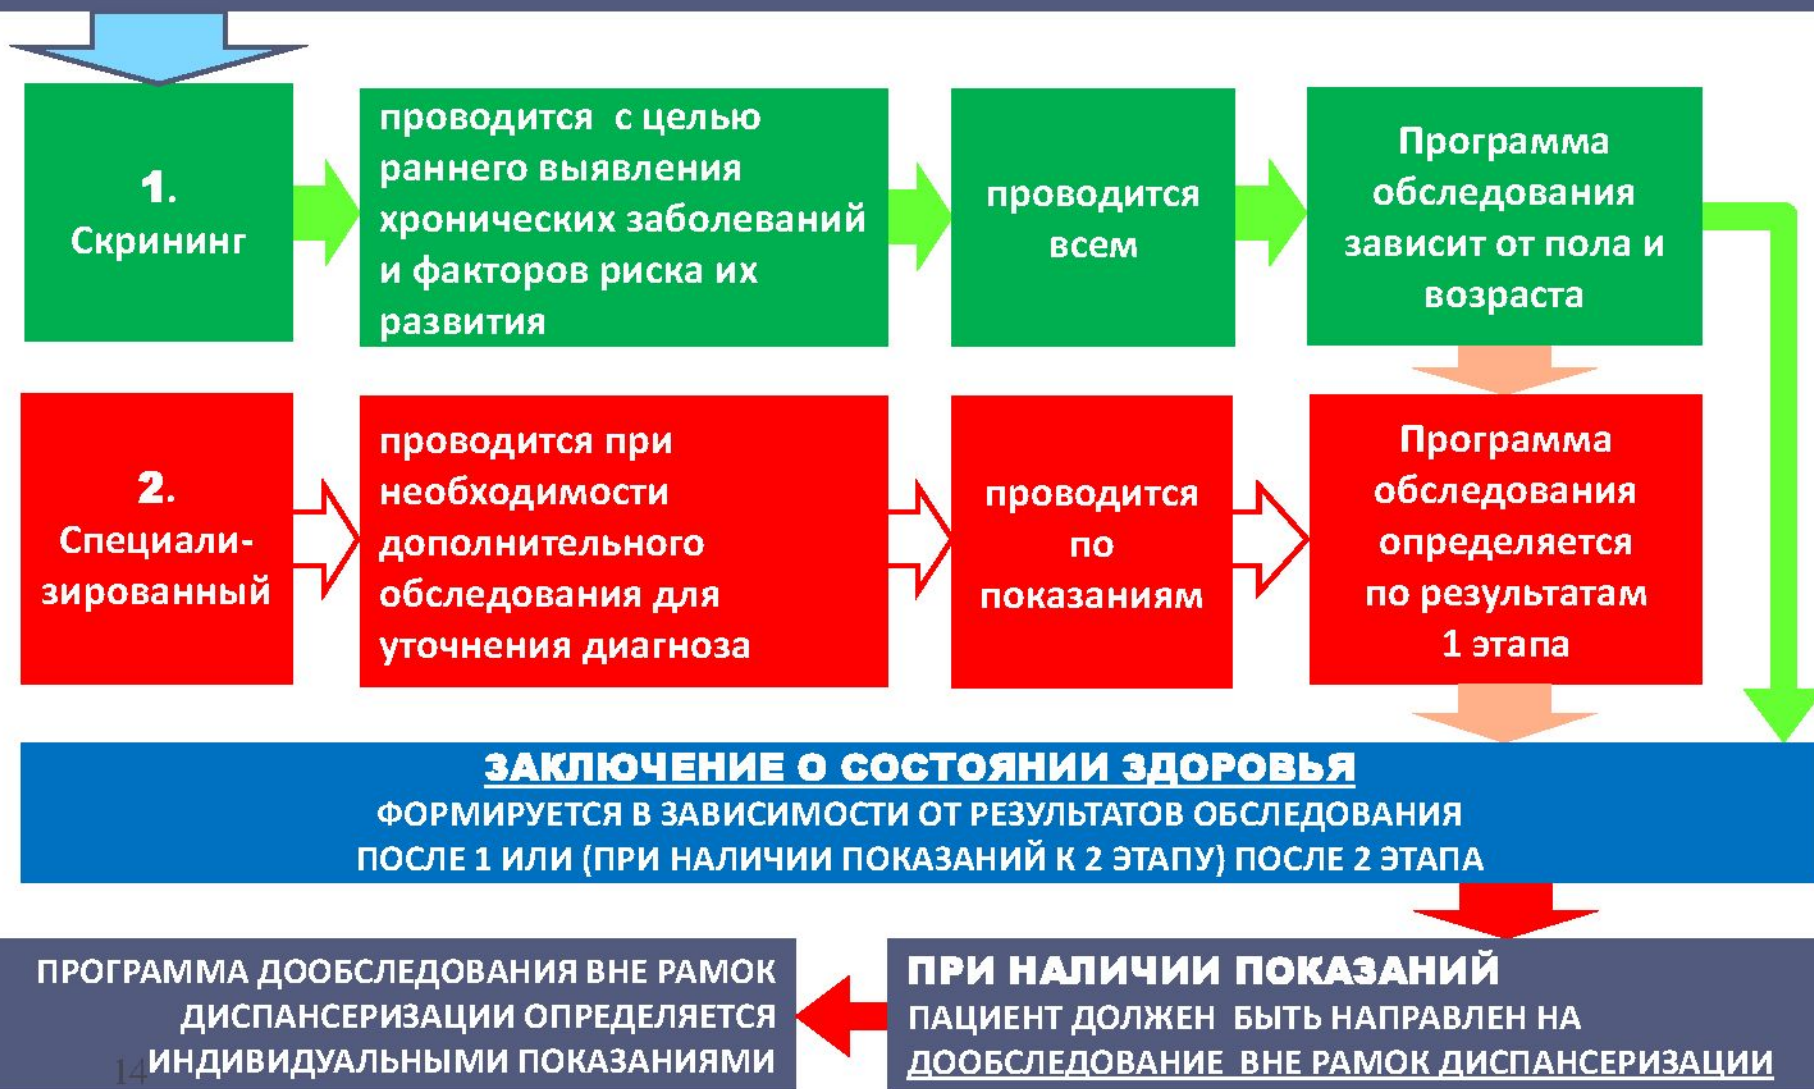 1.
Скрининг
проводится с целью
раннего выявления
хронических заболеваний
и факторов риска их
развития
проводится
всем
Программа
обследования
зависит от пола и
возраста
2.
Специали-
зированный
проводится при
необходимости
дополнительного
обследования для
уточнения диагноза
проводится
по
показаниям
Программа
обследования
определяется
по результатам
1 этапа
ЗАКЛЮЧЕНИЕ О СОСТОЯНИИ ЗДОРОВЬЯ
ФОРМИРУЕТСЯ В ЗАВИСИМОСТИ ОТ РЕЗУЛЬТАТОВ ОБСЛЕДОВАНИЯ
ПОСЛЕ 1 ИЛИ (ПРИ НАЛИЧИИ ПОКАЗАНИЙ К 2 ЭТАПУ) ПОСЛЕ 2 ЭТАПА
ПРИ НАЛИЧИИ ПОКАЗАНИЙ
ПАЦИЕНТ ДОЛЖЕН БЫТЬ НАПРАВЛЕН НА
ДООБСЛЕДОВАНИЕ ВНЕ РАМОК ДИСПАНСЕРИЗАЦИИ
ПРОГРАММА ДООБСЛЕДОВАНИЯ ВНЕ РАМОК
ДИСПАНСЕРИЗАЦИИ ОПРЕДЕЛЯЕТСЯ
ИНДИВИДУАЛЬНЫМИ ПОКАЗАНИЯМИ
14